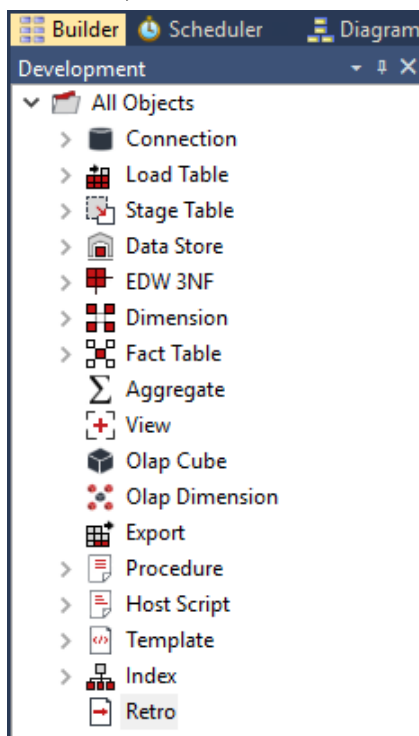 Builder Scheduler Diagram
Development
All Objects
Connection
Load Table
Stage Table
Data Store
EDW 3NF
Dimension
Fact Table
Aggregate
View
Olap Cube
Olap Dimension
Export
Procedure
Host Script
Template
Index
Retro